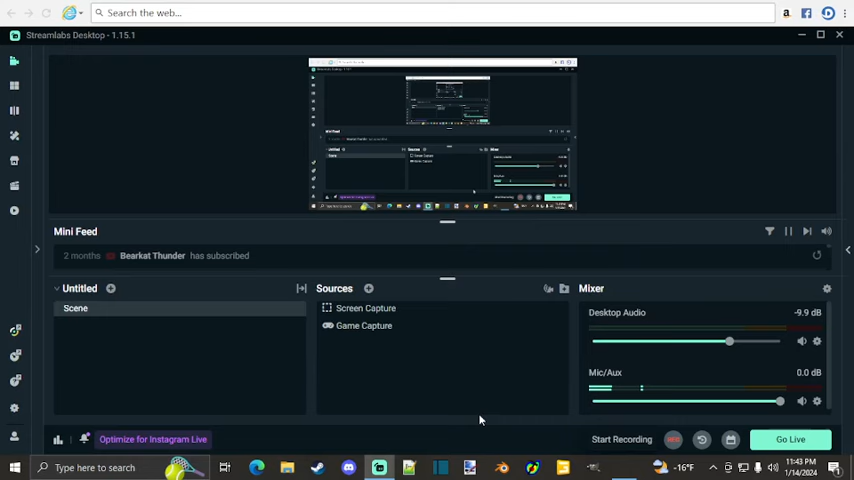 Search the web...
Streamlabs Desktop - 1.15.1
Mini Feed
2 months Bearkat Thunder has subscribed
Untitled
Sources
Mixer
Scene
Screen Capture
Game Capture
Desktop Audio -9.9 dB
Mic/Aux 0.0 dB
Optimize for Instagram Live
Start Recording
REC
Go Live
Type here to search
-16°F
11:43 PM
1/14/2024